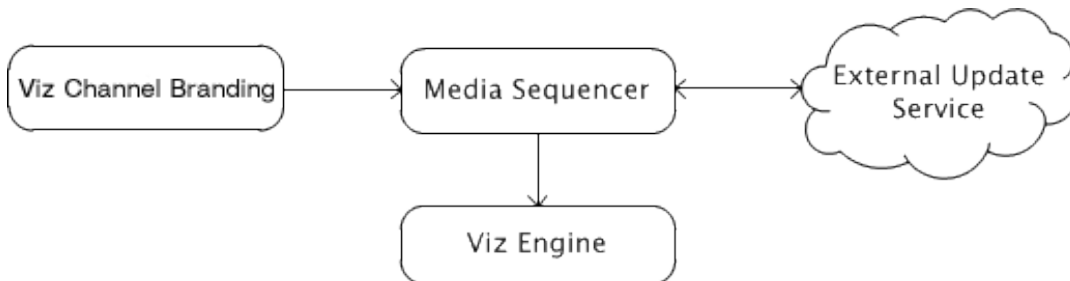 Viz Channel Branding
Media Sequencer
External Update
Service
Viz Engine